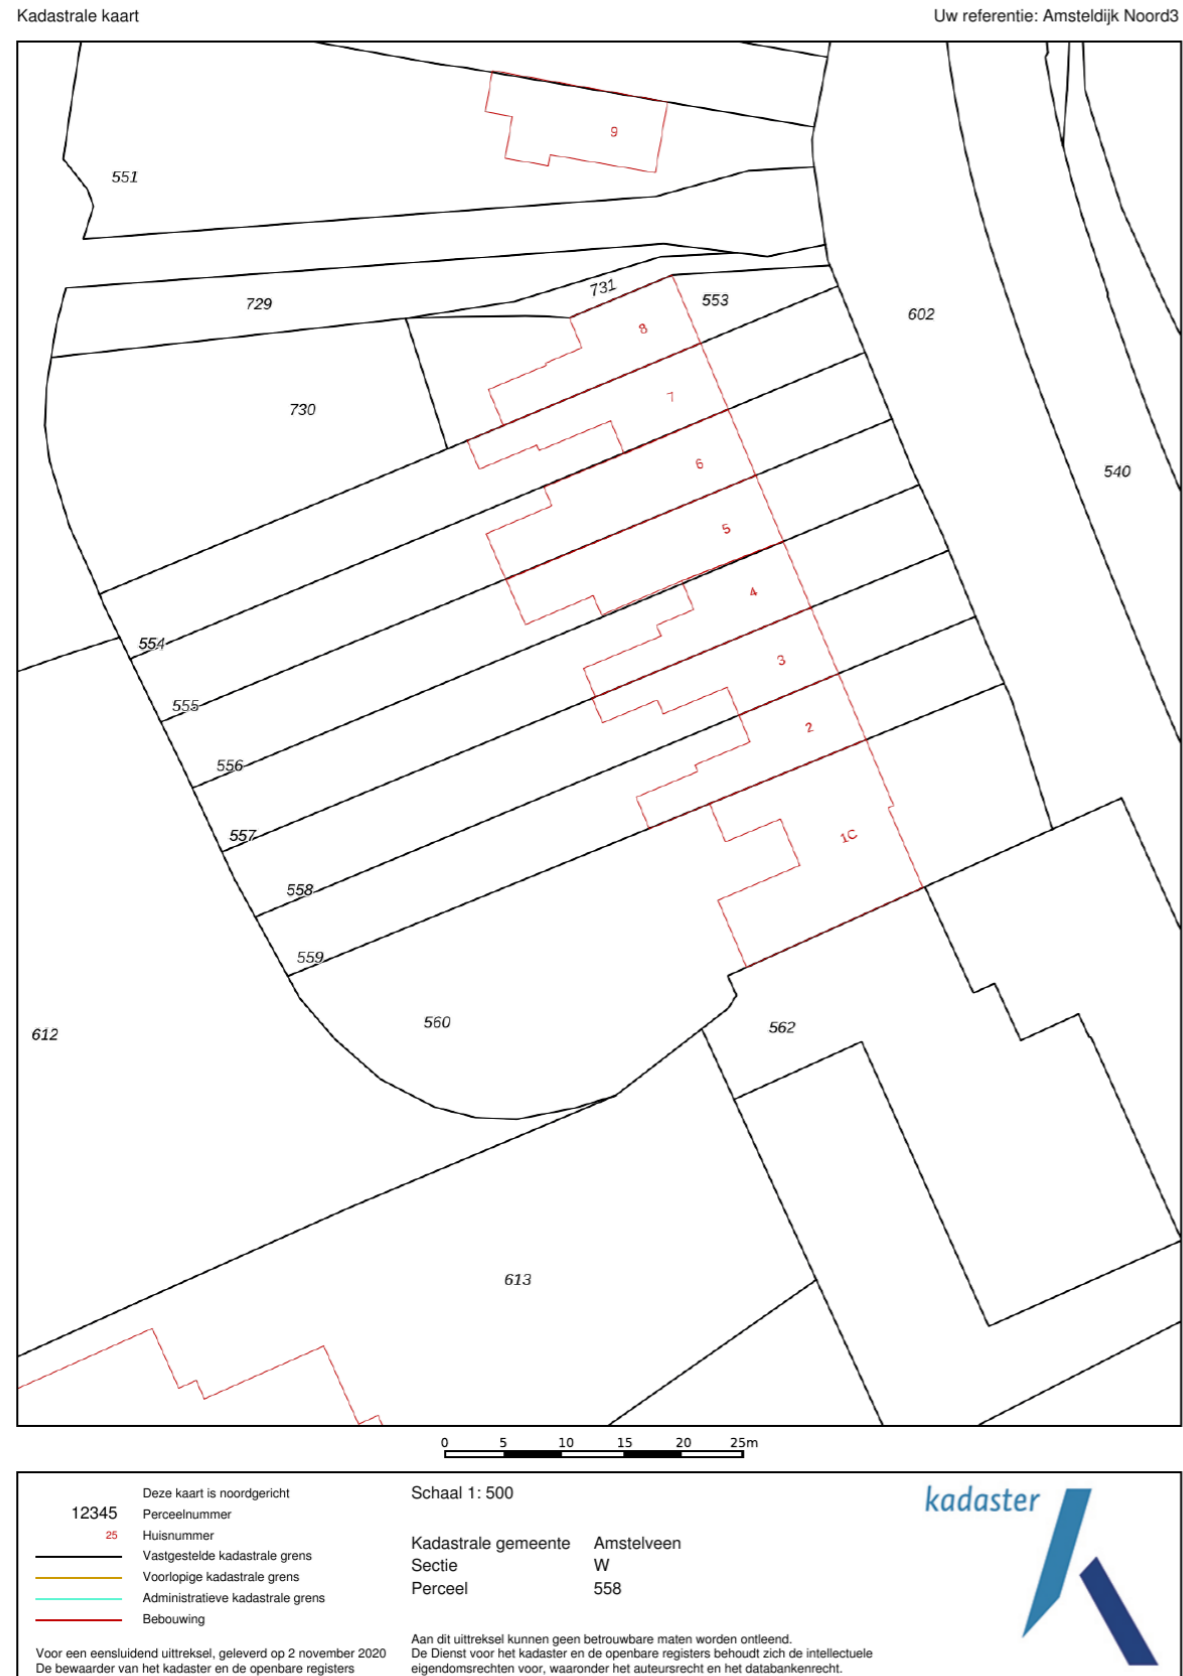 Kadastrale kaart
Uw referentie: Amsteldijk Noord3
9
551
731
553
729
8
602
7
730
6
540
5
4
554
3
555
2
556
557
1C
558
559
560
562
612
613
0 5 10 15 20 25m
Deze kaart is noordgericht
12345 Perceelnummer
25 Huisnummer
Vastgestelde kadastrale grens
Voorlopige kadastrale grens
Administratieve kadastrale grens
Bebouwing
Voor een eensluidend uittreksel, geleverd op 2 november 2020
De bewaarder van het kadaster en de openbare registers
Schaal 1: 500
Kadastrale gemeente Amstelveen
Sectie W
Perceel 558
Aan dit uittreksel kunnen geen betrouwbare maten worden ontleend.
De Dienst voor het kadaster en de openbare registers behoudt zich de intellectuele
eigendomsrechten voor, waaronder het auteursrecht en het databankenrecht.
kadaster